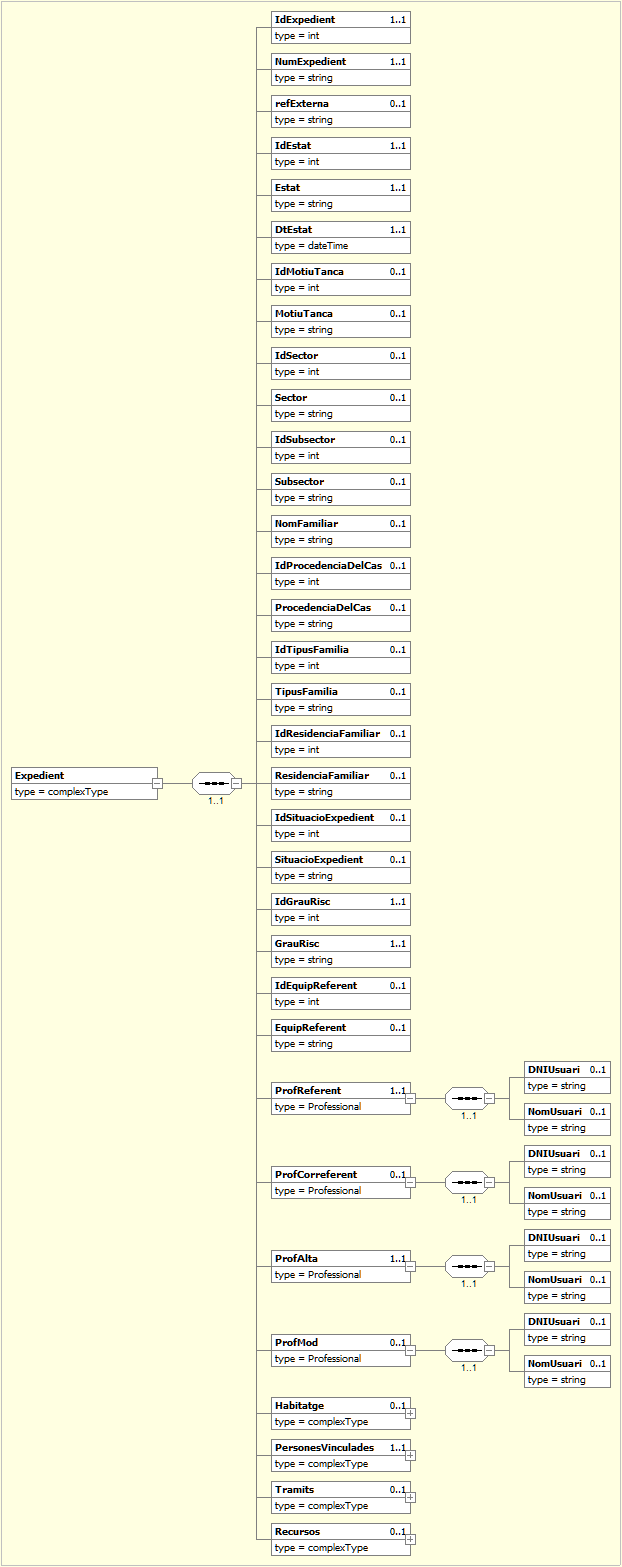 IdExpedient 1..1
type = int
NumExpedient 1..1
type = string
refExterna 0..1
type = string
IdEstat 1..1
type = int
Estat 1..1
type = string
DtEstat 1..1
type = dateTime
IdMotiuTanca 0..1
type = int
MotiuTanca 0..1
type = string
IdSector 0..1
type = int
Sector 0..1
type = string
IdSubsector 0..1
type = int
Subsector 0..1
type = string
NomFamiliar 0..1
type = string
IdProcedenciaDelCas 0..1
type = int
ProcedenciaDelCas 0..1
type = string
IdTipusFamilia 0..1
type = int
TipusFamilia 0..1
type = string
IdResidenciaFamiliar 0..1
type = int
Expedient
type = complexType
1..1
ResidenciaFamiliar 0..1
type = string
IdSituacioExpedient 0..1
type = int
SituacioExpedient 0..1
type = string
IdGrauRisc 1..1
type = int
GrauRisc 1..1
type = string
IdEquipReferent 0..1
type = int
EquipReferent 0..1
type = string
ProfReferent 1..1
type = Professional
1..1
DNIUsuari 0..1
type = string
NomUsuari 0..1
type = string
ProfCorreferent 0..1
type = Professional
1..1
DNIUsuari 0..1
type = string
NomUsuari 0..1
type = string
ProfAlta 1..1
type = Professional
1..1
DNIUsuari 0..1
type = string
NomUsuari 0..1
type = string
ProfMod 0..1
type = Professional
1..1
DNIUsuari 0..1
type = string
NomUsuari 0..1
type = string
Habitatge 0..1
type = complexType
PersonesVinculades 1..1
type = complexType
Tramits 0..1
type = complexType
Recursos 0..1
type = complexType